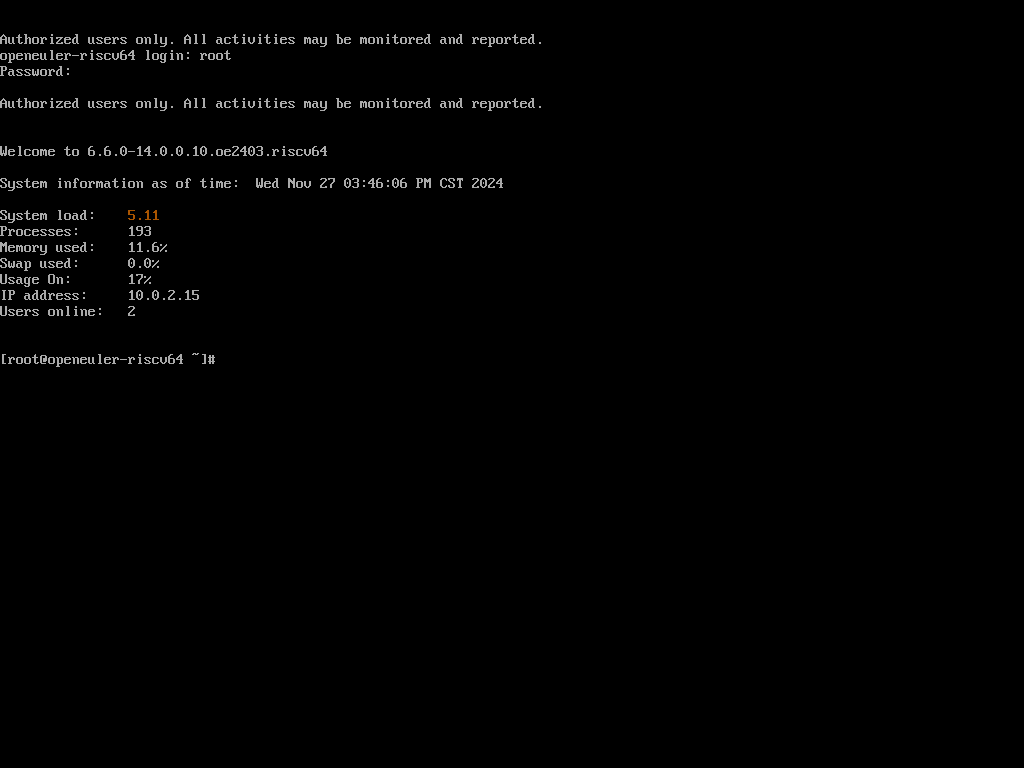 Authorized users only. All activities may be monitored and reported.
openeuler-riscv64 login: root
Password:
Authorized users only. All activities may be monitored and reported.
Welcome to 6.6.0-14.0.0.10.oe2403.riscv64
System information as of time:  Wed Nov 27 03:46:06 PM CST 2024
System load:    5.11
Processes:      193
Memory used:    11.6%
Swap used:      0.0%
Usage On:       17%
IP address:     10.0.2.15
Users online:   2
[root@openeuler-riscv64 ~]#